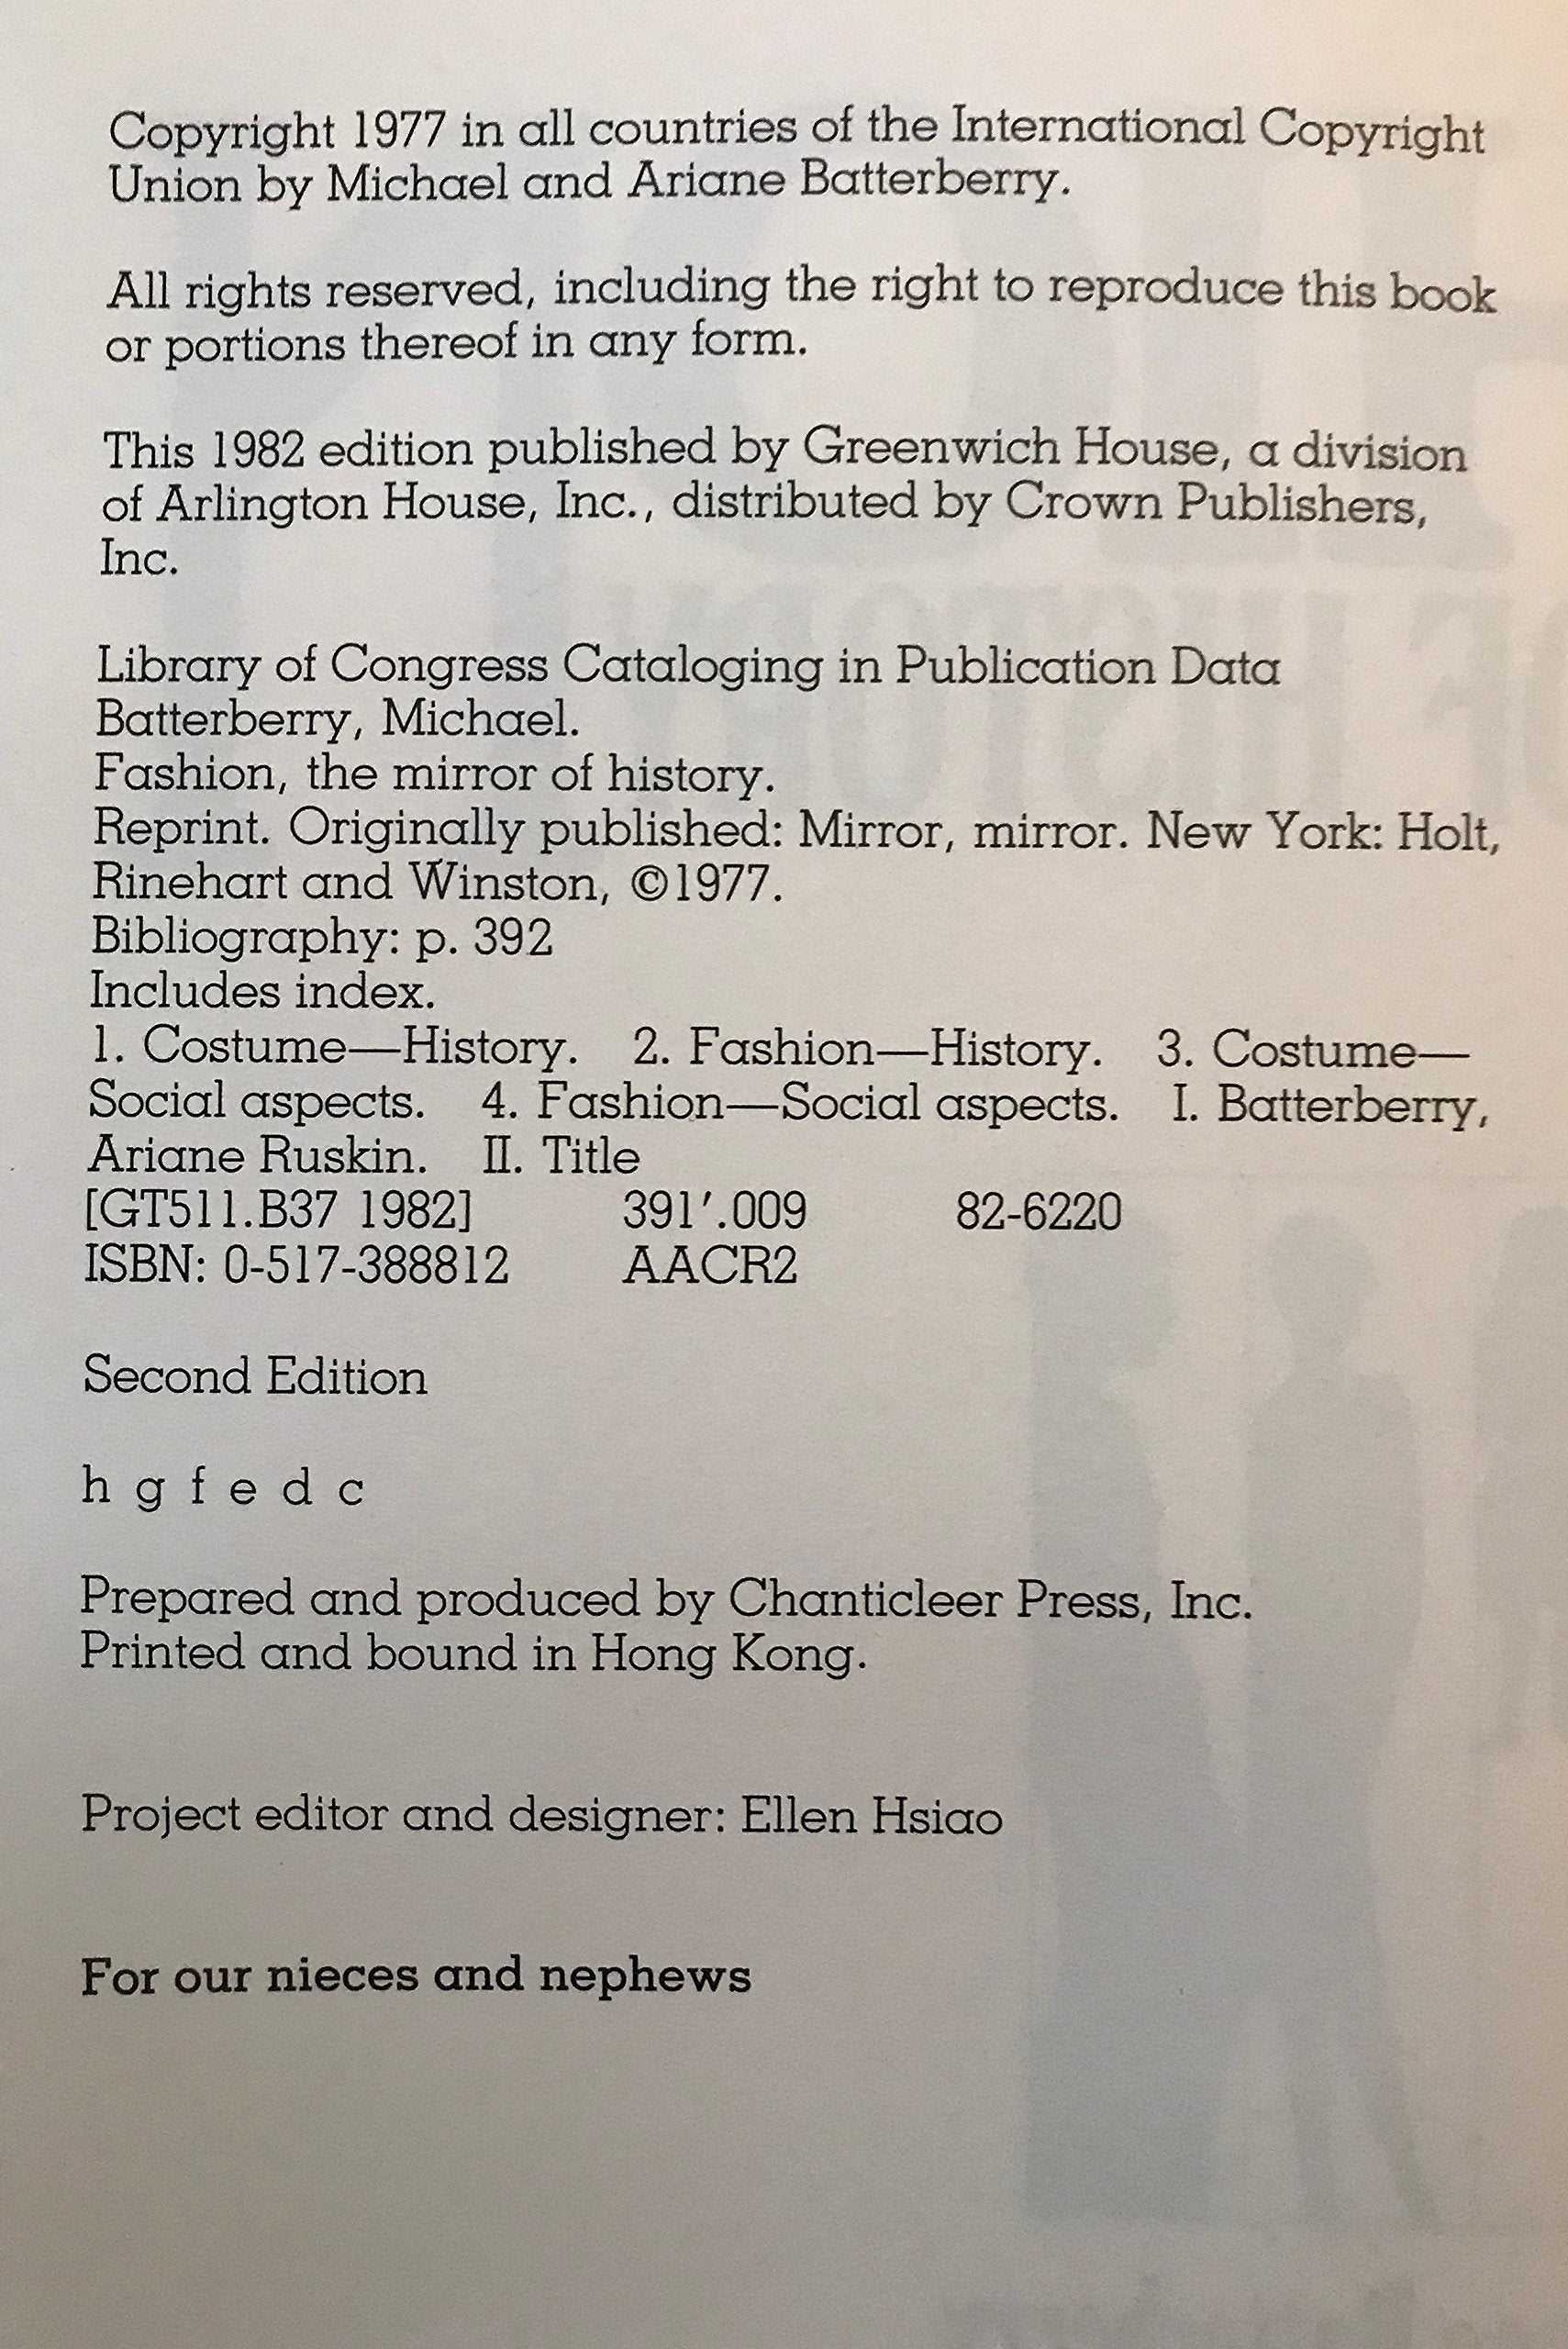 Copyright 1977 in all countries of the International Copyright
Union by Michael and Ariane Batterberry.
All rights reserved, including the right to reproduce this book
or portions thereof in any form.
This 1982 edition published by Greenwich House, a division
of Arlington House, Inc., distributed by Crown Publishers,
Inc.
Library of Congress Cataloging in Publication Data
Batterberry, Michael.
Fashion, the mirror of history.
Reprint. Originally published: Mirror, mirror. New York: Holt,
Rinehart and Winston, ©1977.
Bibliography: p. 392
Includes index.
1. Costume—History. 2. Fashion—History. 3. Costume—
Social aspects. 4. Fashion—Social aspects. I. Batterberry,
Ariane Ruskin. II. Title
[GT511.B37 1982] 391′.009 82-6220
ISBN: 0-517-388812 AACR2
Second Edition
h g f e d c
Prepared and produced by Chanticleer Press, Inc.
Printed and bound in Hong Kong.
Project editor and designer: Ellen Hsiao
For our nieces and nephews